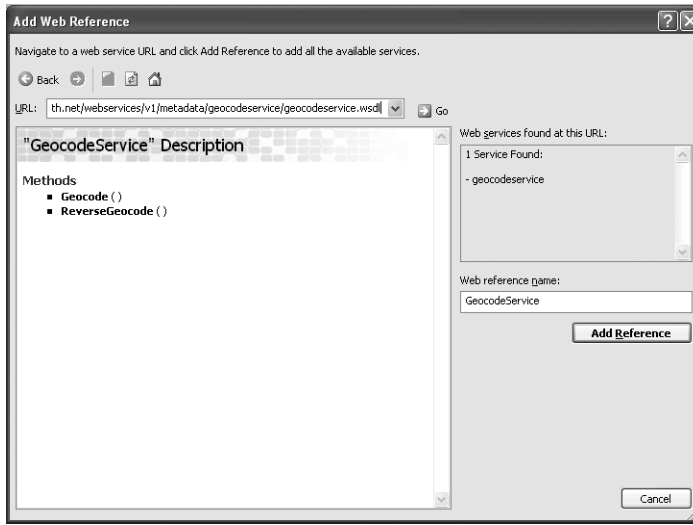 Add Web Reference
Navigate to a web service URL and click Add Reference to add all the available services.
Back
URL: th.net/webservices/v1/metadata/geocodeservice/geocodeservice.wsdl Go
"GeocodeService" Description
Methods
Geocode ()
ReverseGeocode ()
Web services found at this URL:
1 Service Found:
- geocodeservice
Web reference name:
GeocodeService
Add Reference
Cancel